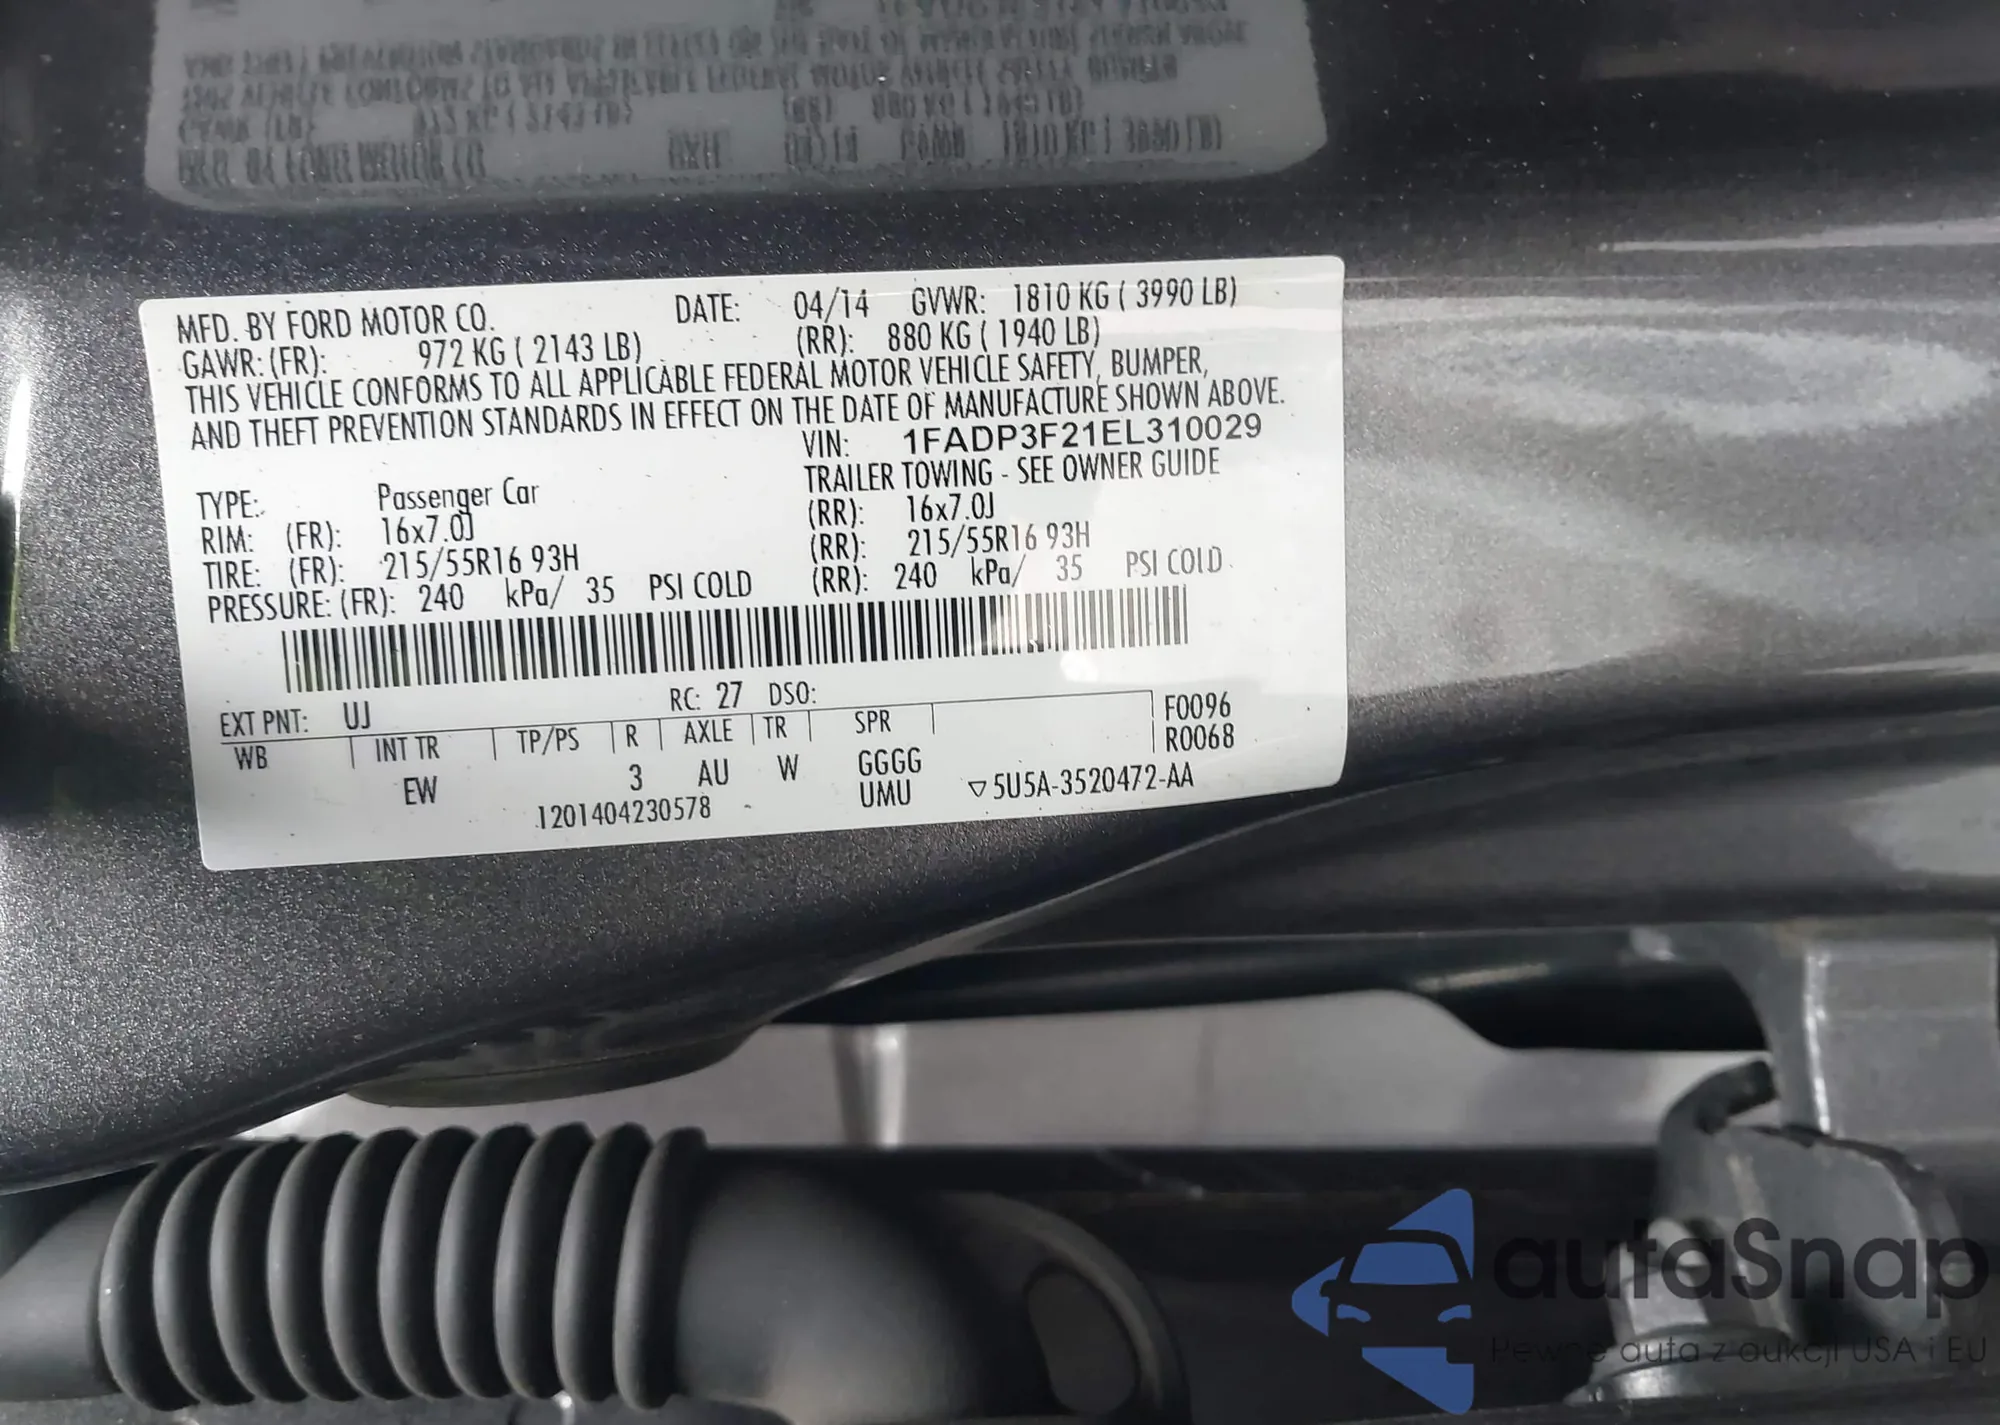 MFD. BY FORD MOTOR CO. DATE: 04/14 GVWR: 1810 KG ( 3990 LB)
GAWR: (FR): 972 KG ( 2143 LB) (RR): 880 KG ( 1940 LB)
THIS VEHICLE CONFORMS TO ALL APPLICABLE FEDERAL MOTOR VEHICLE SAFETY, BUMPER,
AND THEFT PREVENTION STANDARDS IN EFFECT ON THE DATE OF MANUFACTURE SHOWN ABOVE.
VIN: 1FADP3F21EL310029
TYPE: Passenger Car TRAILER TOWING - SEE OWNER GUIDE
RIM: (FR): 16x7.0J (RR): 16x7.0J
TIRE: (FR): 215/55R16 93H (RR): 215/55R16 93H
PRESSURE: (FR): 240 kPa/ 35 PSI COLD (RR): 240 kPa/ 35 PSI COLD
EXT PNT: UJ RC: 27 DSO: F0096
WB INT TR TP/PS R AXLE TR SPR R0068
EW 3 AU W GGGG
UMU ▽ 5U5A-3520472-AA
1201404230578
autaSnap
Pewne auta z aukcji USA i EU